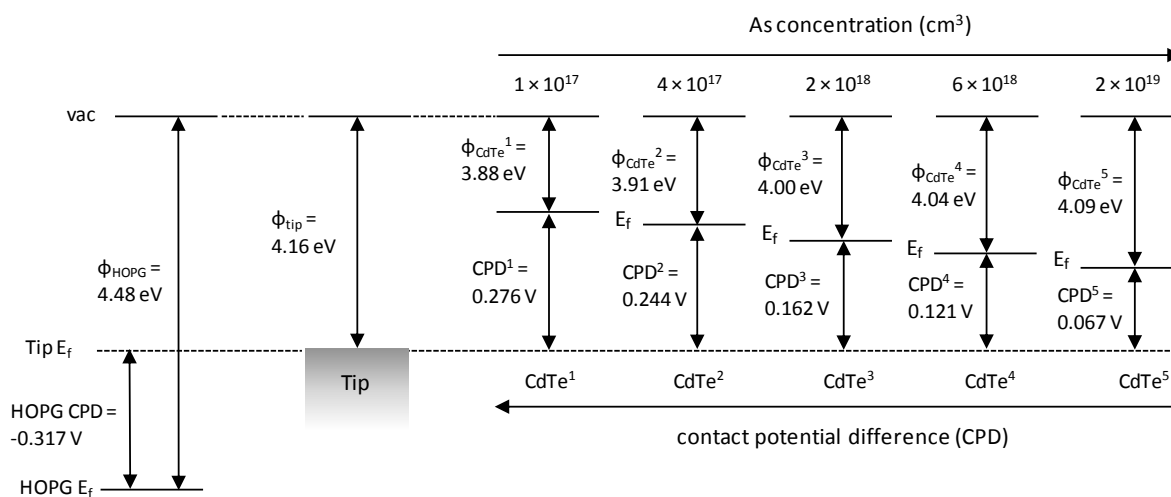 As concentration (cm³)
1 × 10¹⁷
4 × 10¹⁷
2 × 10¹⁸
6 × 10¹⁸
2 × 10¹⁹
vac
ϕCdTe¹ =
3.88 eV
ϕCdTe² =
3.91 eV
ϕCdTe³ =
4.00 eV
ϕCdTe⁴ =
4.04 eV
ϕCdTe⁵ =
4.09 eV
ϕtip =
4.16 eV
ϕHOPG =
4.48 eV
Ef
Ef
Ef
Ef
CPD¹ =
0.276 V
CPD² =
0.244 V
CPD³ =
0.162 V
CPD⁴ =
0.121 V
CPD⁵ =
0.067 V
Tip Ef
Tip
CdTe¹
CdTe²
CdTe³
CdTe⁴
CdTe⁵
HOPG CPD =
-0.317 V
contact potential difference (CPD)
HOPG Ef